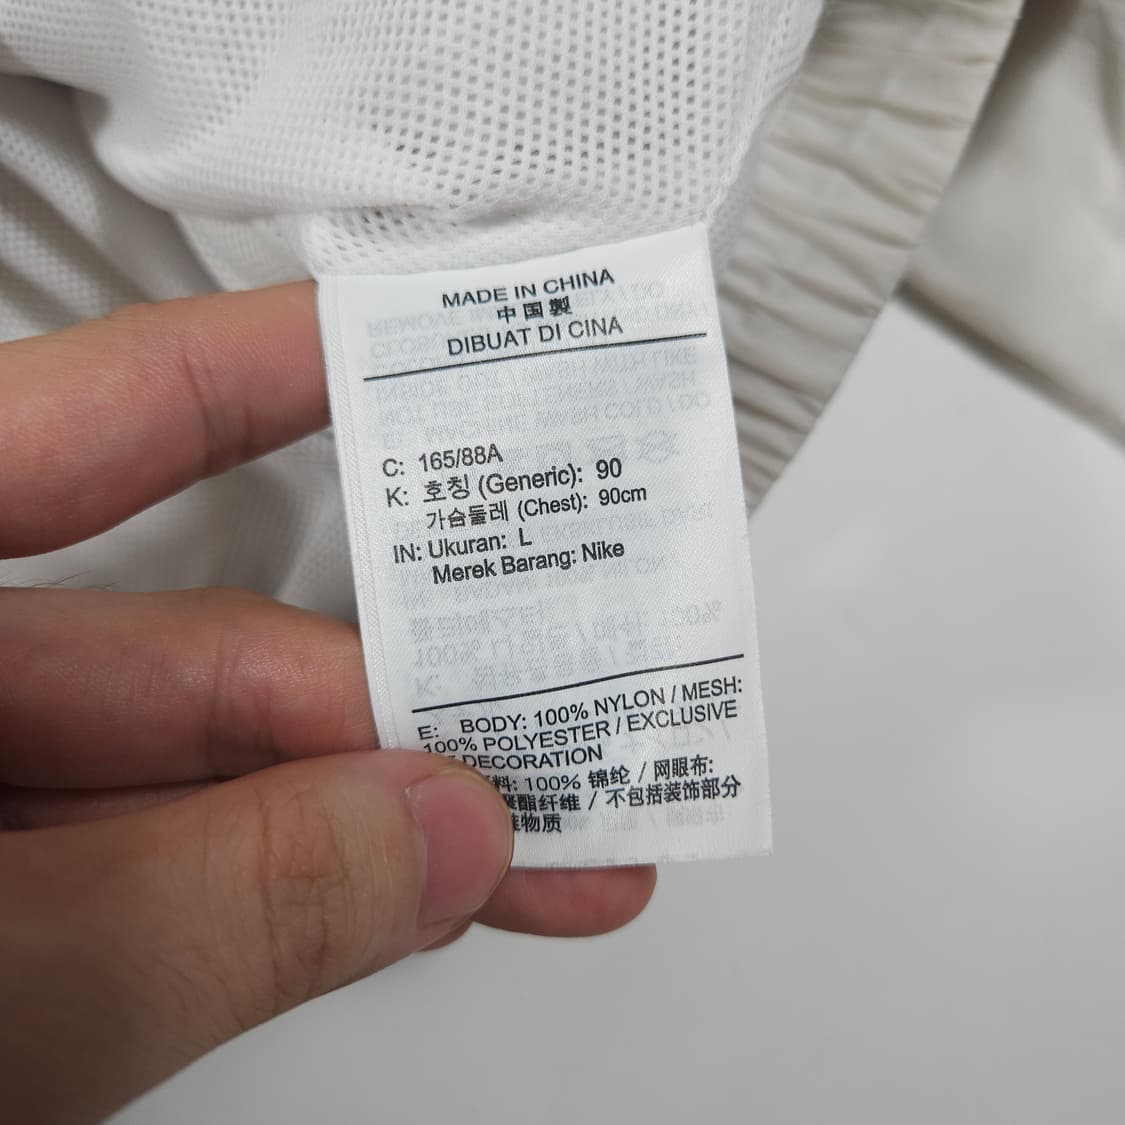 MADE IN CHINA
中国製
DIBUAT DI CINA
C: 165/88A
K: 호칭 (Generic): 90
가슴둘레 (Chest): 90cm
IN: Ukuran: L
Merek Barang: Nike
E: BODY: 100% NYLON / MESH:
100% POLYESTER / EXCLUSIVE
DECORATION
料: 100% 锦纶 / 网眼布:
聚酯纤维 / 不包括装饰部分
物质